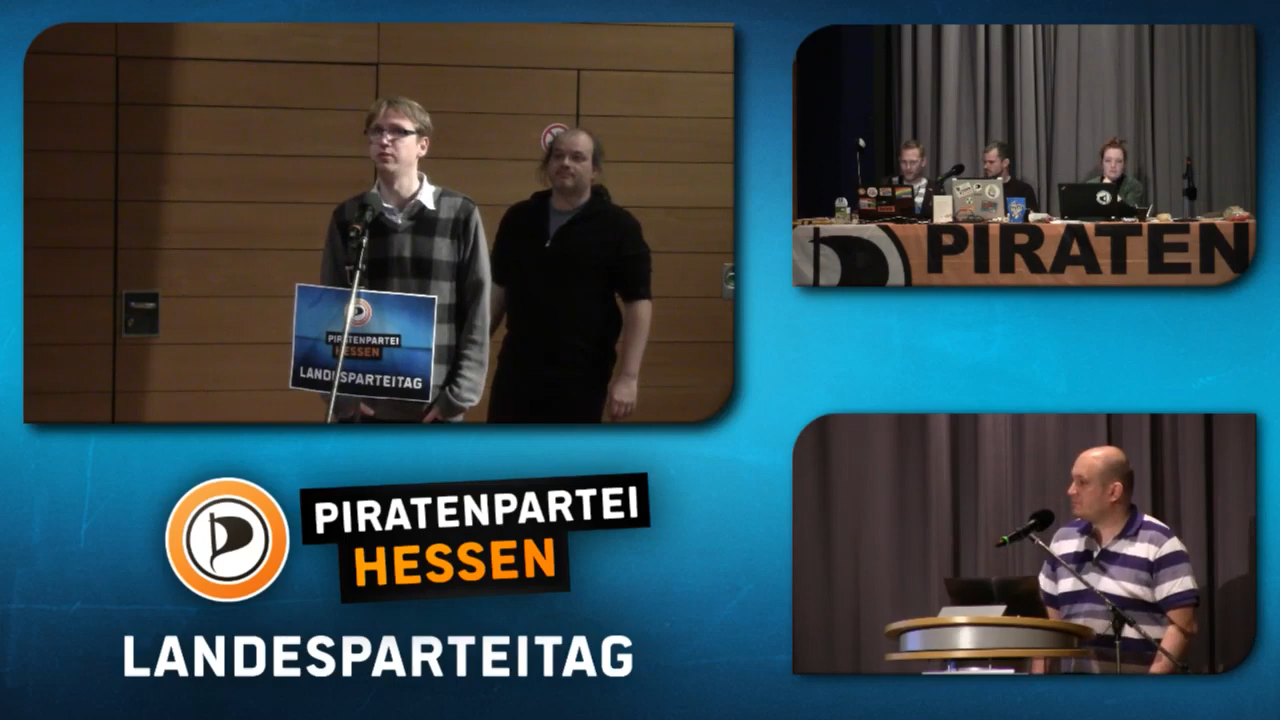 PIRATENPARTEI
HESSEN
LANDESPARTEITAG
PIRATEN
PIRATENPARTEI
HESSEN
LANDESPARTEITAG